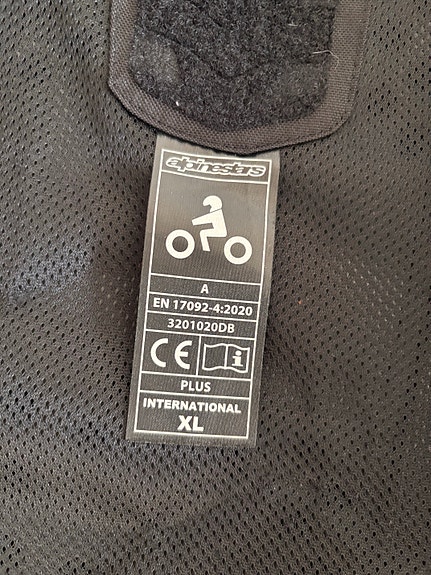 alpinestars
A
EN 17092-4:2020
3201020DB
CE i
PLUS
INTERNATIONAL
XL